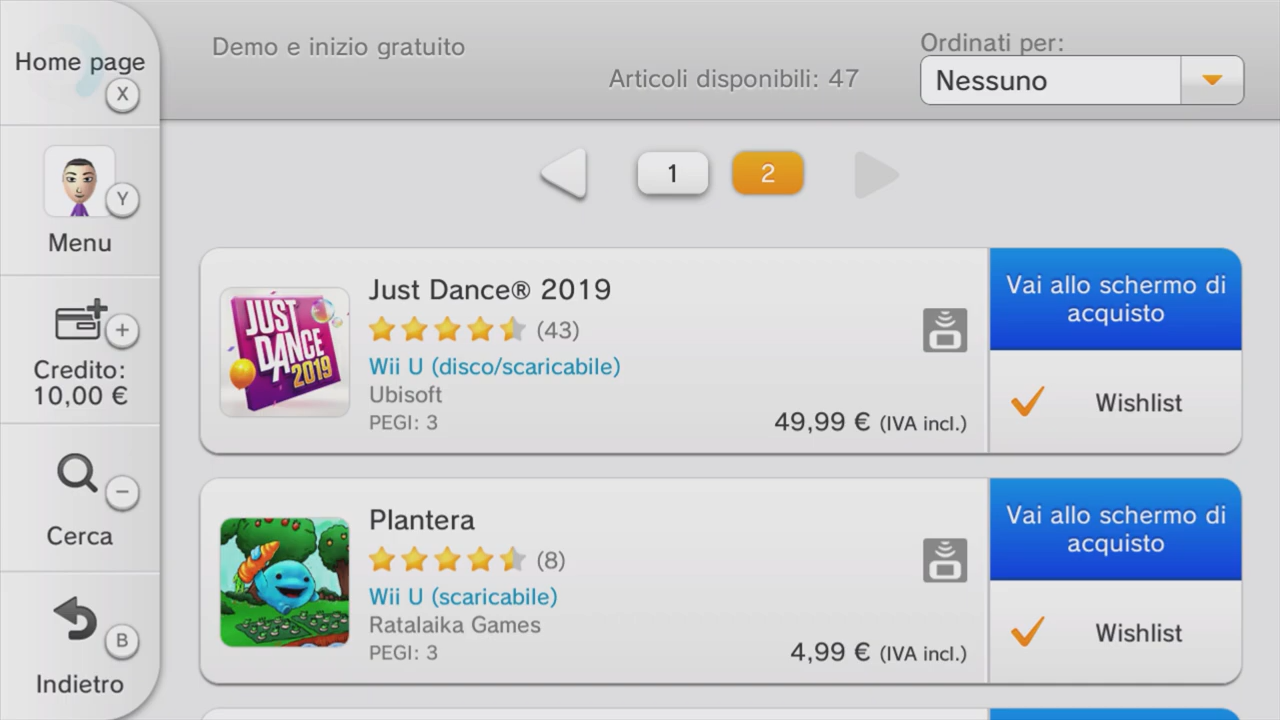 Home page
X
Y
Menu
+
Credito:
10,00 €
−
Cerca
B
Indietro
Demo e inizio gratuito
Articoli disponibili: 47
Ordinati per:
Nessuno
1
2
JUST
DANCE
2019
Just Dance® 2019
(43)
Wii U (disco/scaricabile)
Ubisoft
PEGI: 3
49,99 € (IVA incl.)
Vai allo schermo di
acquisto
Wishlist
Plantera
(8)
Wii U (scaricabile)
Ratalaika Games
PEGI: 3
4,99 € (IVA incl.)
Vai allo schermo di
acquisto
Wishlist